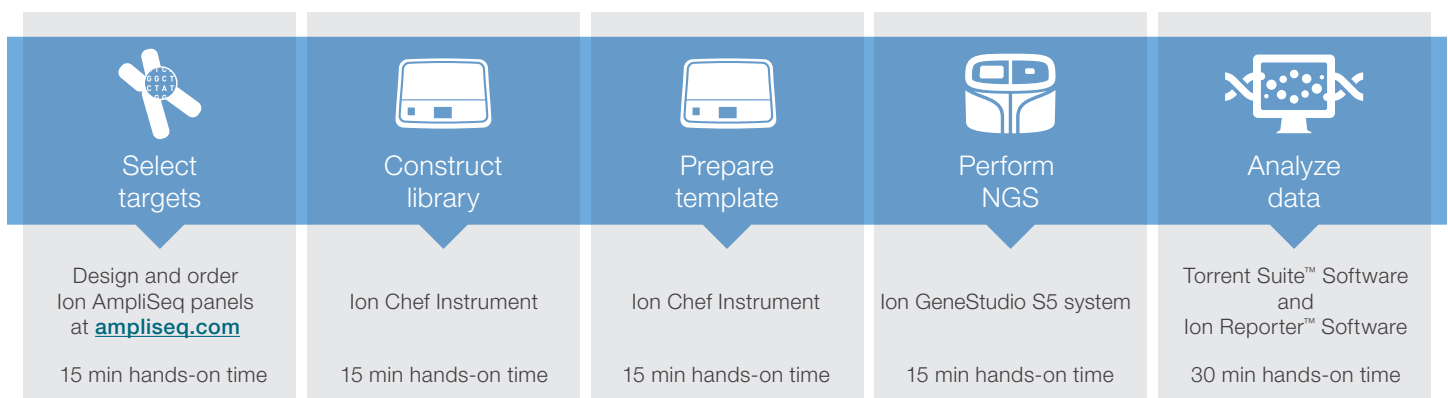 T C
GGCT
CTAT
Select
targets
Design and order
Ion AmpliSeq panels
at ampliseq.com
15 min hands-on time
Construct
library
Ion Chef Instrument
15 min hands-on time
Prepare
template
Ion Chef Instrument
15 min hands-on time
Perform
NGS
Ion GeneStudio S5 system
15 min hands-on time
Analyze
data
Torrent Suite™ Software
and
Ion Reporter™ Software
30 min hands-on time